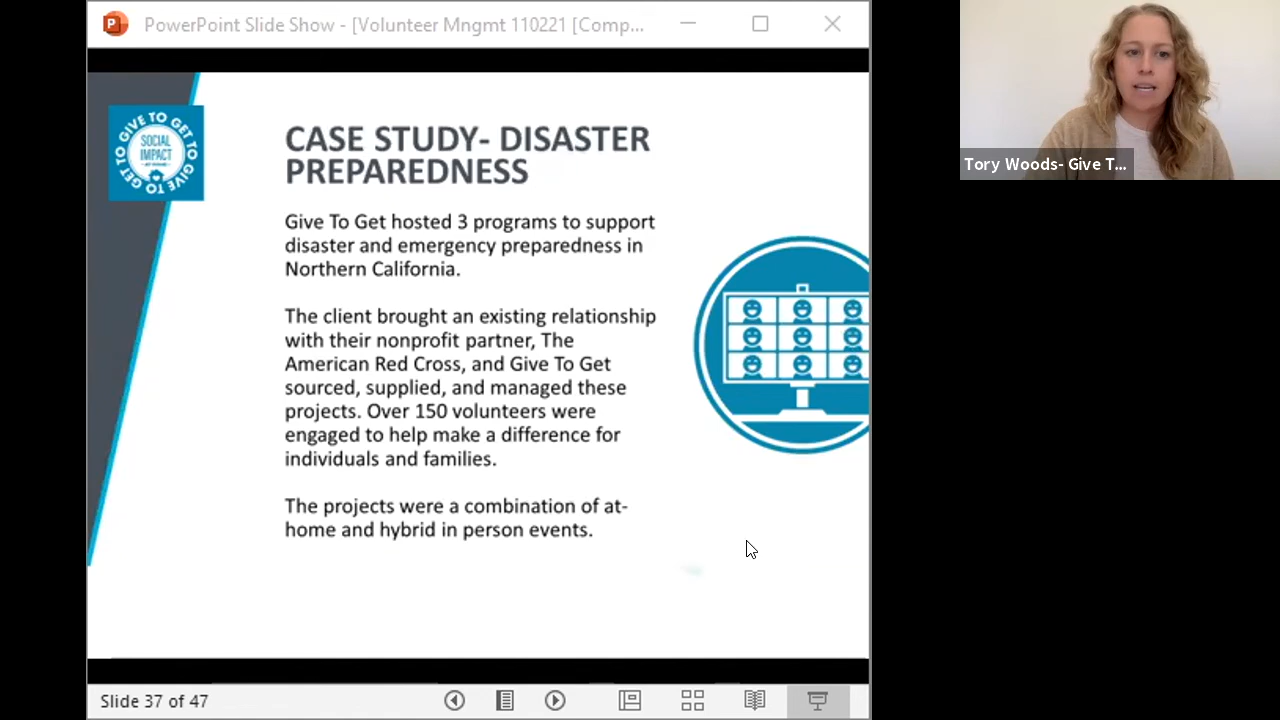 PowerPoint Slide Show - [Volunteer Mngmt 110221 [Comp...
GIVE TO GET TO GIVE TO GET TO
SOCIAL
IMPACT
CASE STUDY- DISASTER
PREPAREDNESS
Give To Get hosted 3 programs to support
disaster and emergency preparedness in
Northern California.
The client brought an existing relationship
with their nonprofit partner, The
American Red Cross, and Give To Get
sourced, supplied, and managed these
projects. Over 150 volunteers were
engaged to help make a difference for
individuals and families.
The projects were a combination of at-
home and hybrid in person events.
Slide 37 of 47
Tory Woods- Give T...